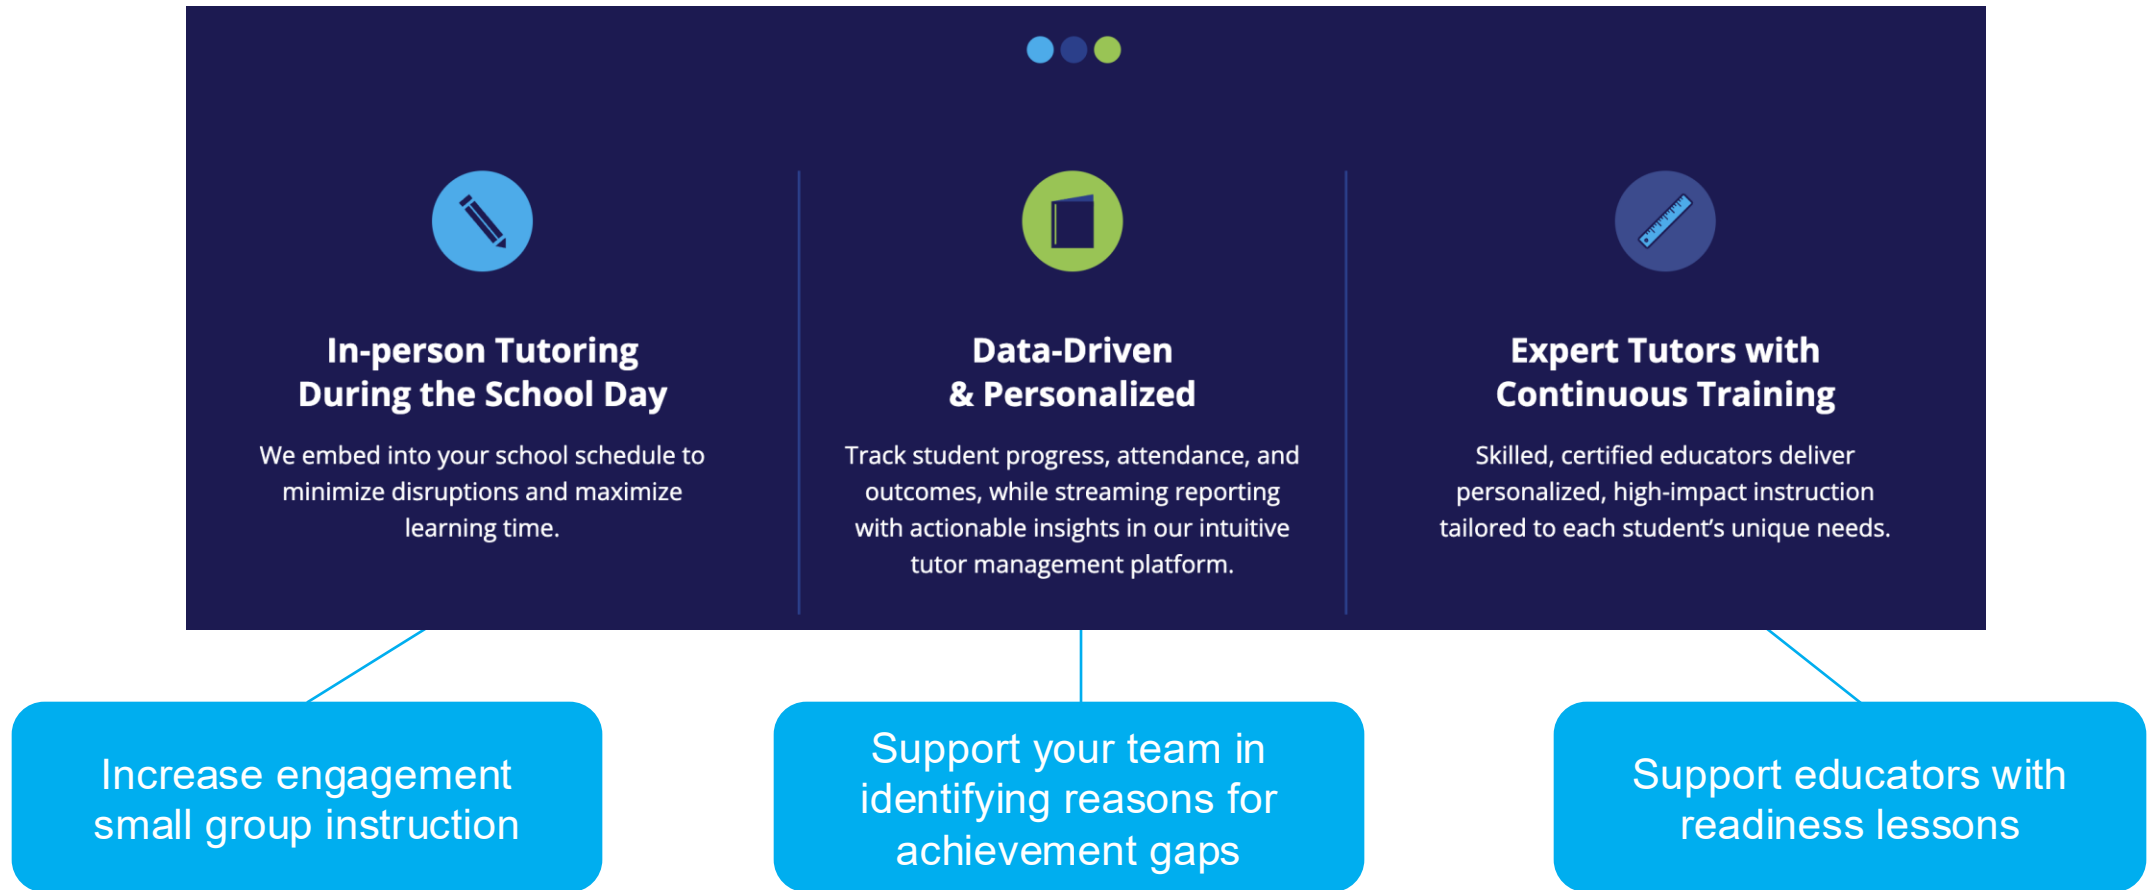 In-person Tutoring
During the School Day
We embed into your school schedule to
minimize disruptions and maximize
learning time.
Data-Driven
& Personalized
Track student progress, attendance, and
outcomes, while streaming reporting
with actionable insights in our intuitive
tutor management platform.
Expert Tutors with
Continuous Training
Skilled, certified educators deliver
personalized, high-impact instruction
tailored to each student's unique needs.
Increase engagement
small group instruction
Support your team in
identifying reasons for
achievement gaps
Support educators with
readiness lessons